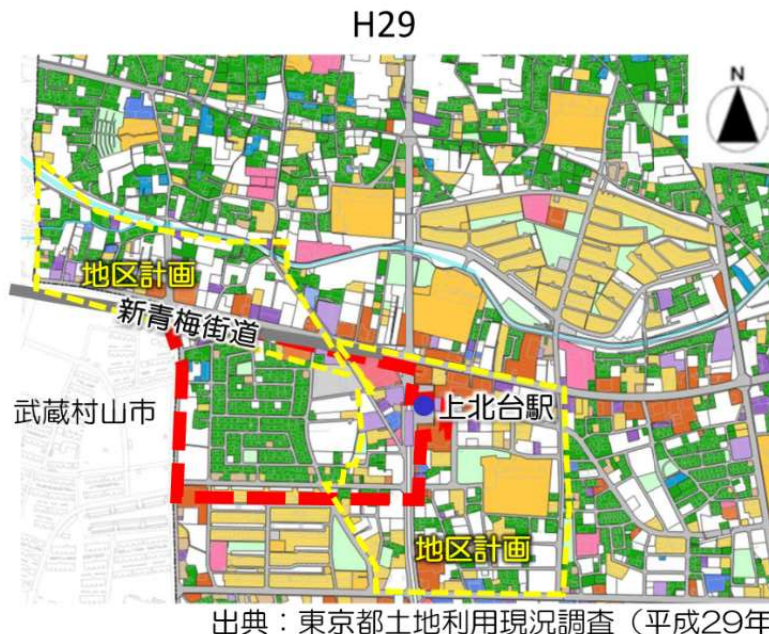 H29
N
地区計画
新青梅街道
武蔵村山市
上北台駅
地区計画
出典：東京都土地利用現況調査（平成29年